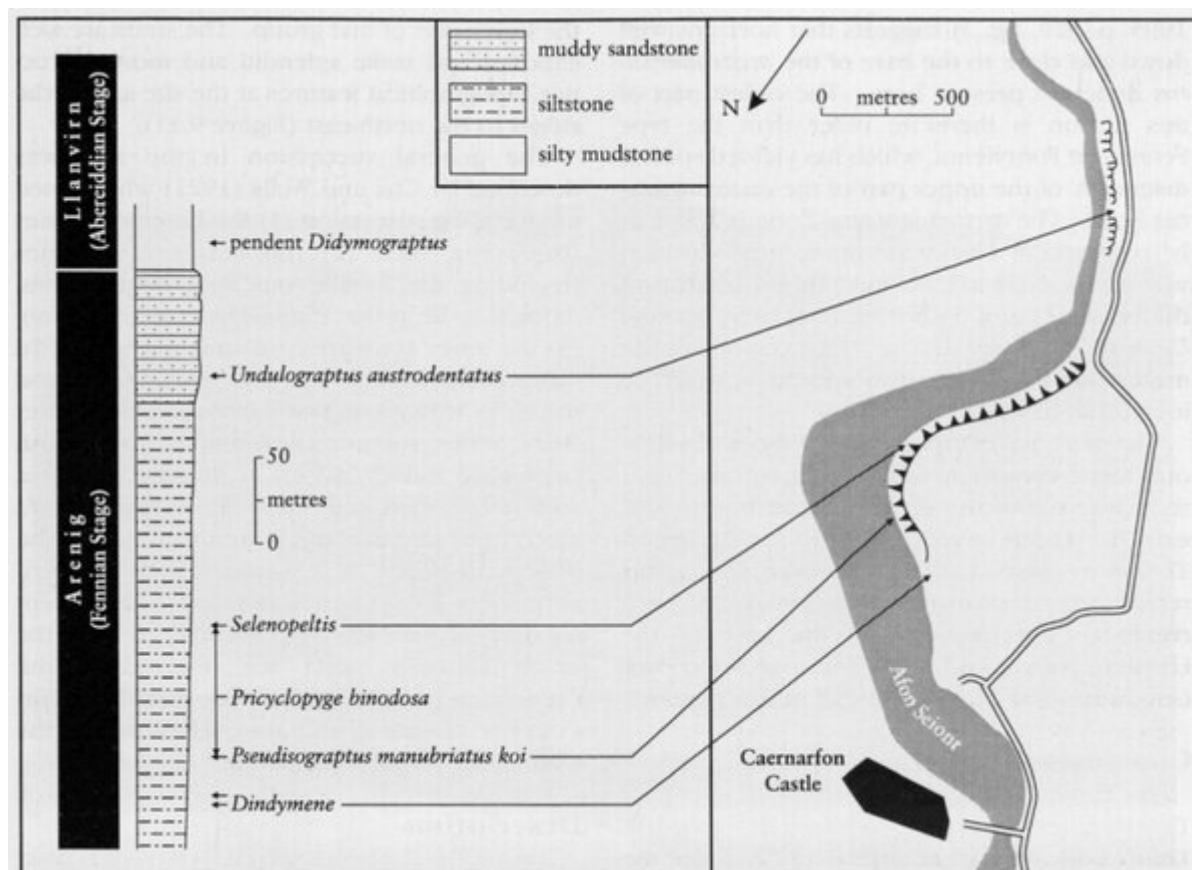 Llanvirn
(Abereiddian Stage)
Arenig
(Fennian Stage)
muddy sandstone
siltstone
silty mudstone
pendent Didymograptus
Undulograptus austrodentatus
50
metres
0
Selenopeltis
Pricyclopyge binodosa
Pseudisograptus manubriatus koi
Dindymene
N
0 metres 500
Afon Seiont
Caernarfon
Castle